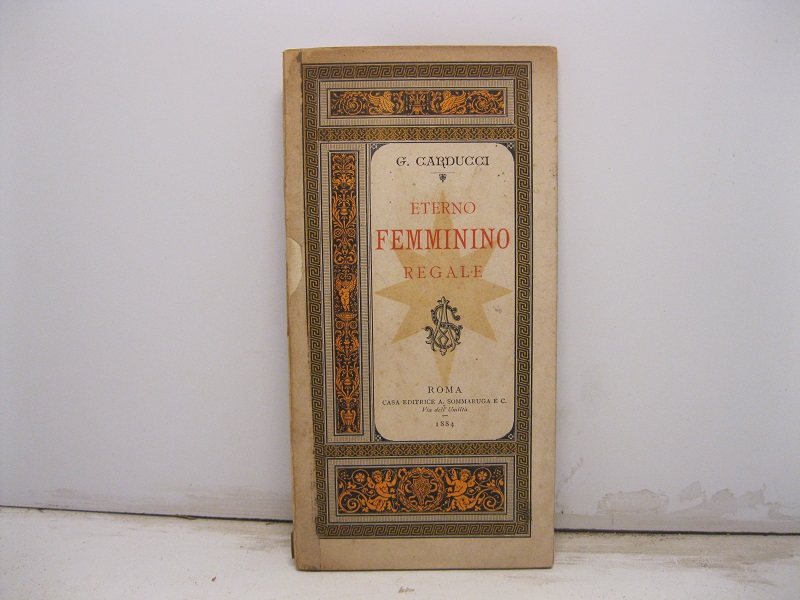 G. CARDUCCI
ETERNO
FEMMININO
REGALE
ROMA
CASA EDITRICE A. SOMMARUGA E C.
Via dell'Umiltà
1884